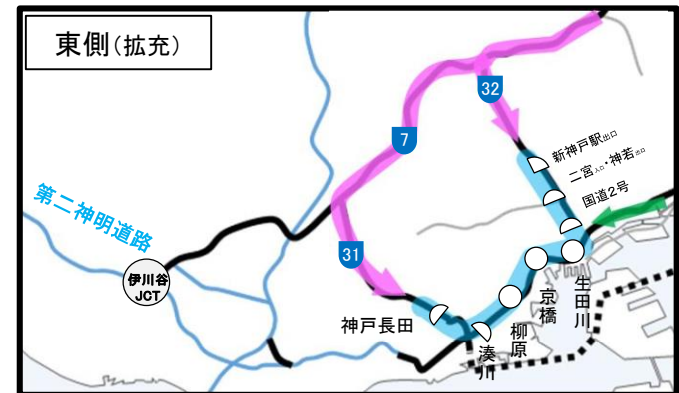 東側(拡充)
32
7
新神戸駅出口
二宮入口・神若出口
国道2号
第二神明道路
伊川谷
JCT
31
神戸長田
湊川
柳原
京橋
生田川